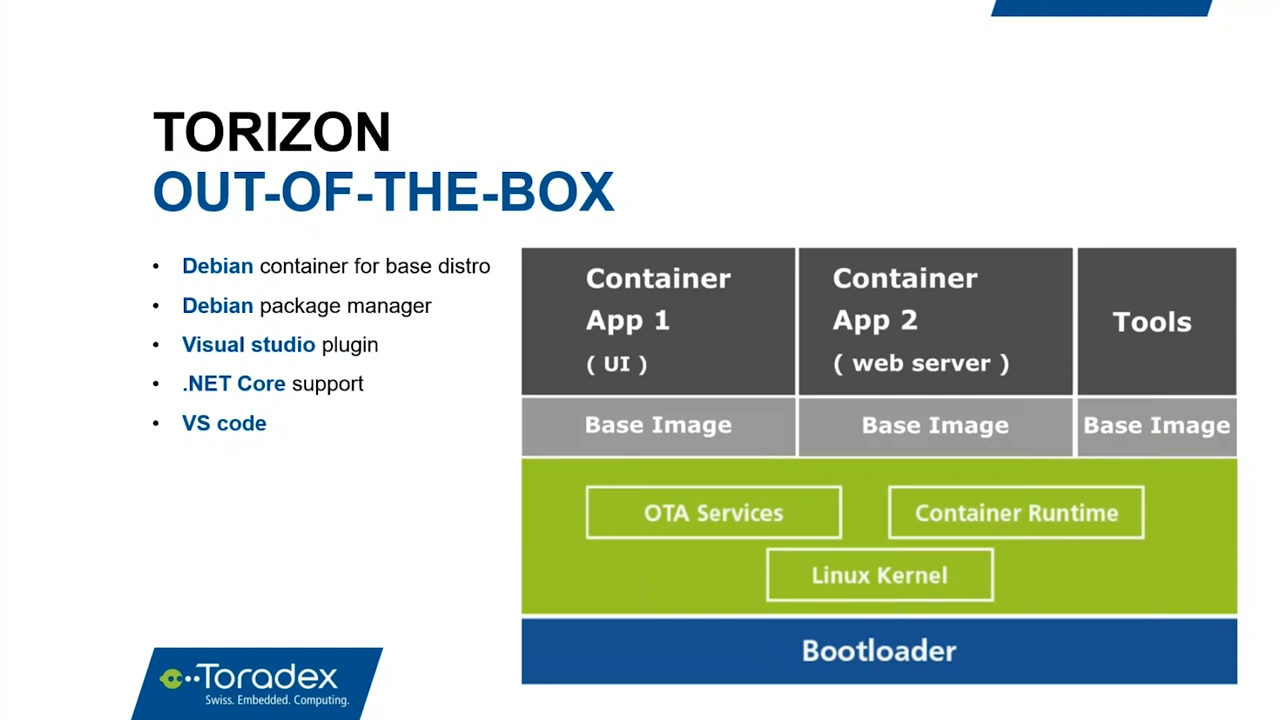 TORIZON
OUT-OF-THE-BOX
• Debian container for base distro
• Debian package manager
• Visual studio plugin
• .NET Core support
• VS code
Container
App 1
( UI )
Container
App 2
( web server )
Tools
Base Image
Base Image
Base Image
OTA Services
Container Runtime
Linux Kernel
Bootloader
Toradex
Swiss. Embedded. Computing.